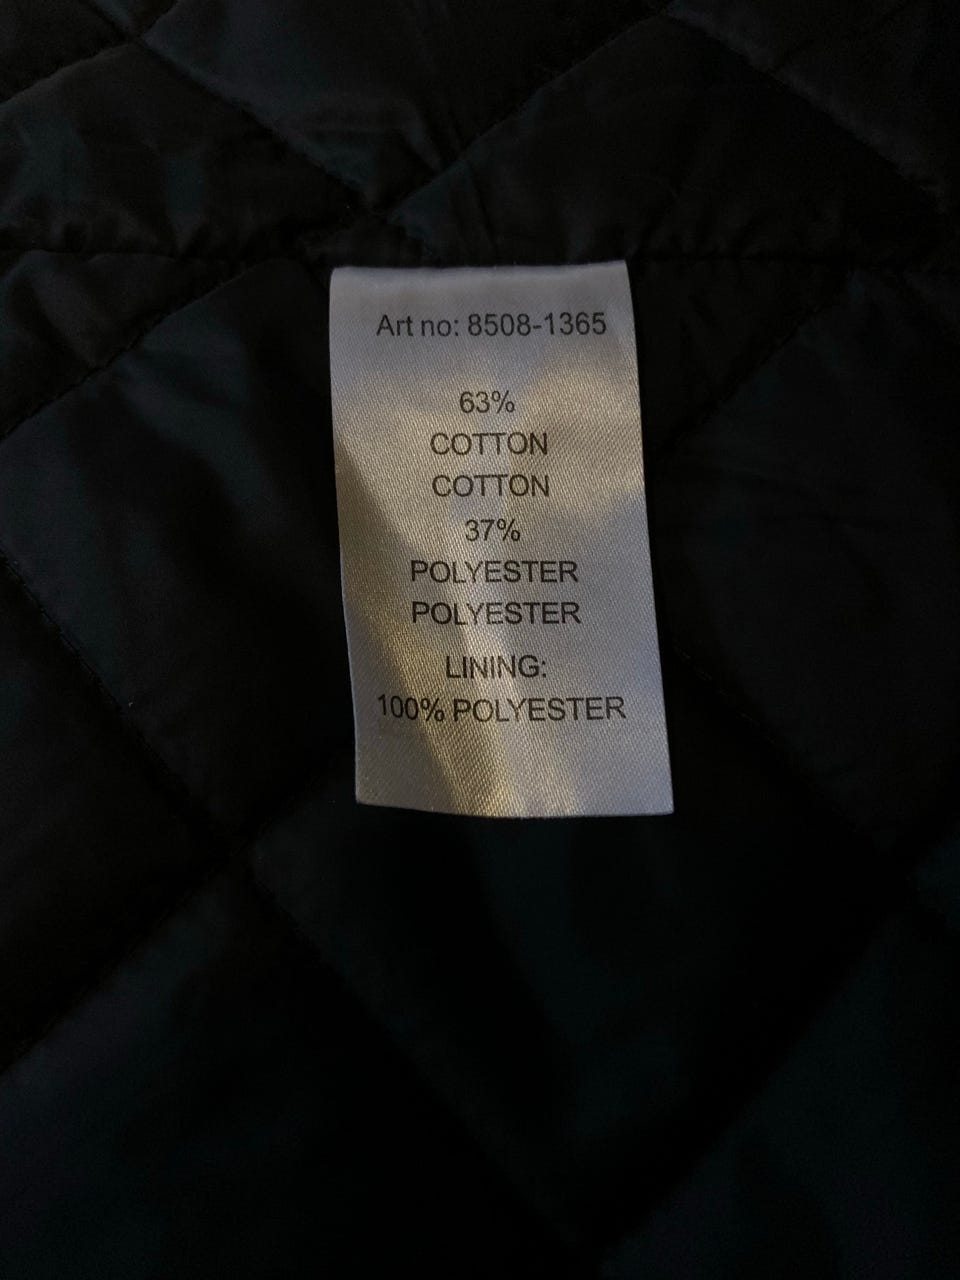 Art no: 8508-1365
63%
COTTON
COTTON
37%
POLYESTER
POLYESTER
LINING:
100% POLYESTER